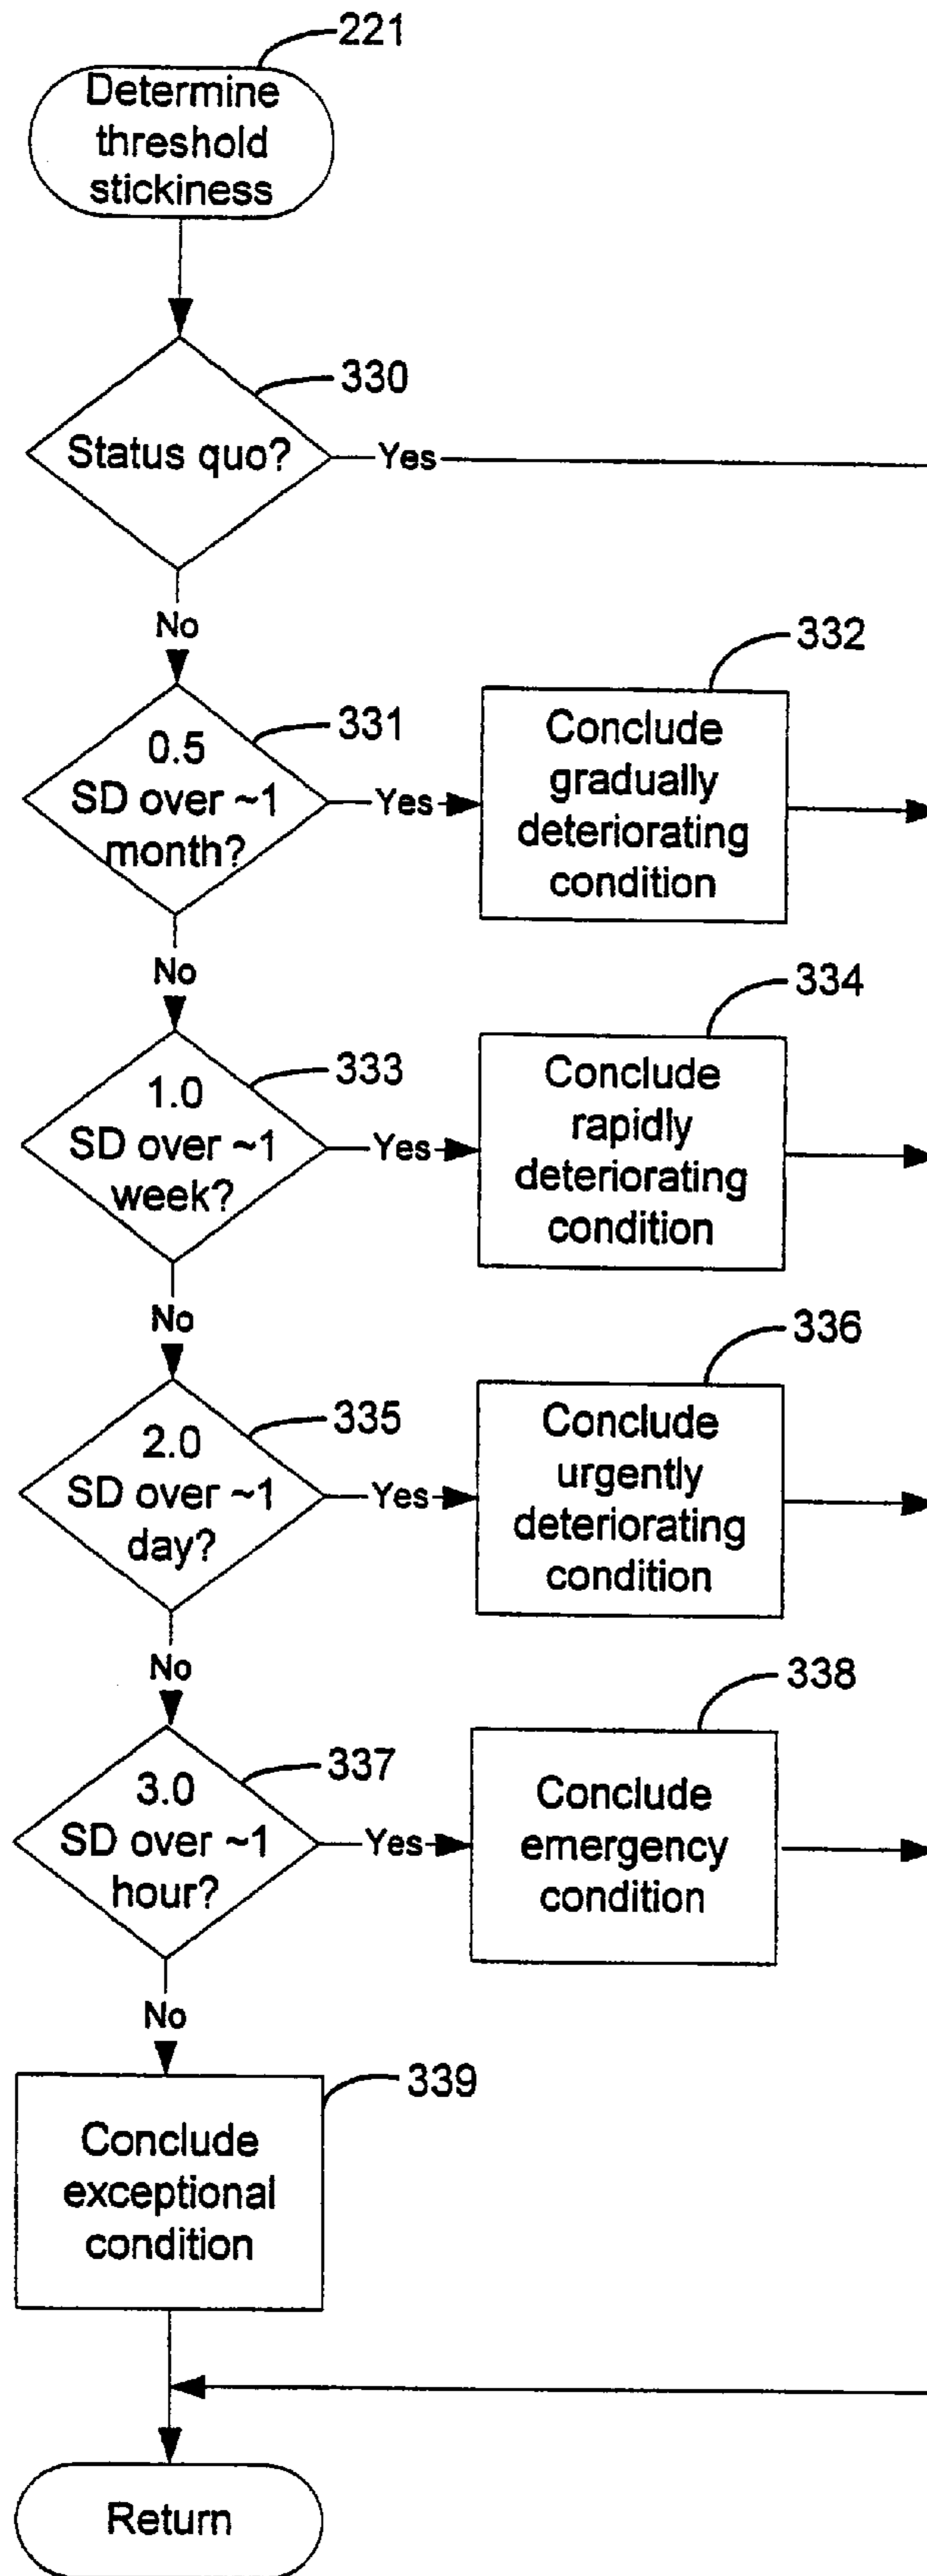 221
Determine
threshold
stickiness
330
Status quo?
Yes
No
331
0.5
SD over ~1
month?
Yes
332
Conclude
gradually
deteriorating
condition
No
333
1.0
SD over ~1
week?
Yes
334
Conclude
rapidly
deteriorating
condition
No
335
2.0
SD over ~1
day?
Yes
336
Conclude
urgently
deteriorating
condition
No
337
3.0
SD over ~1
hour?
Yes
338
Conclude
emergency
condition
No
339
Conclude
exceptional
condition
Return